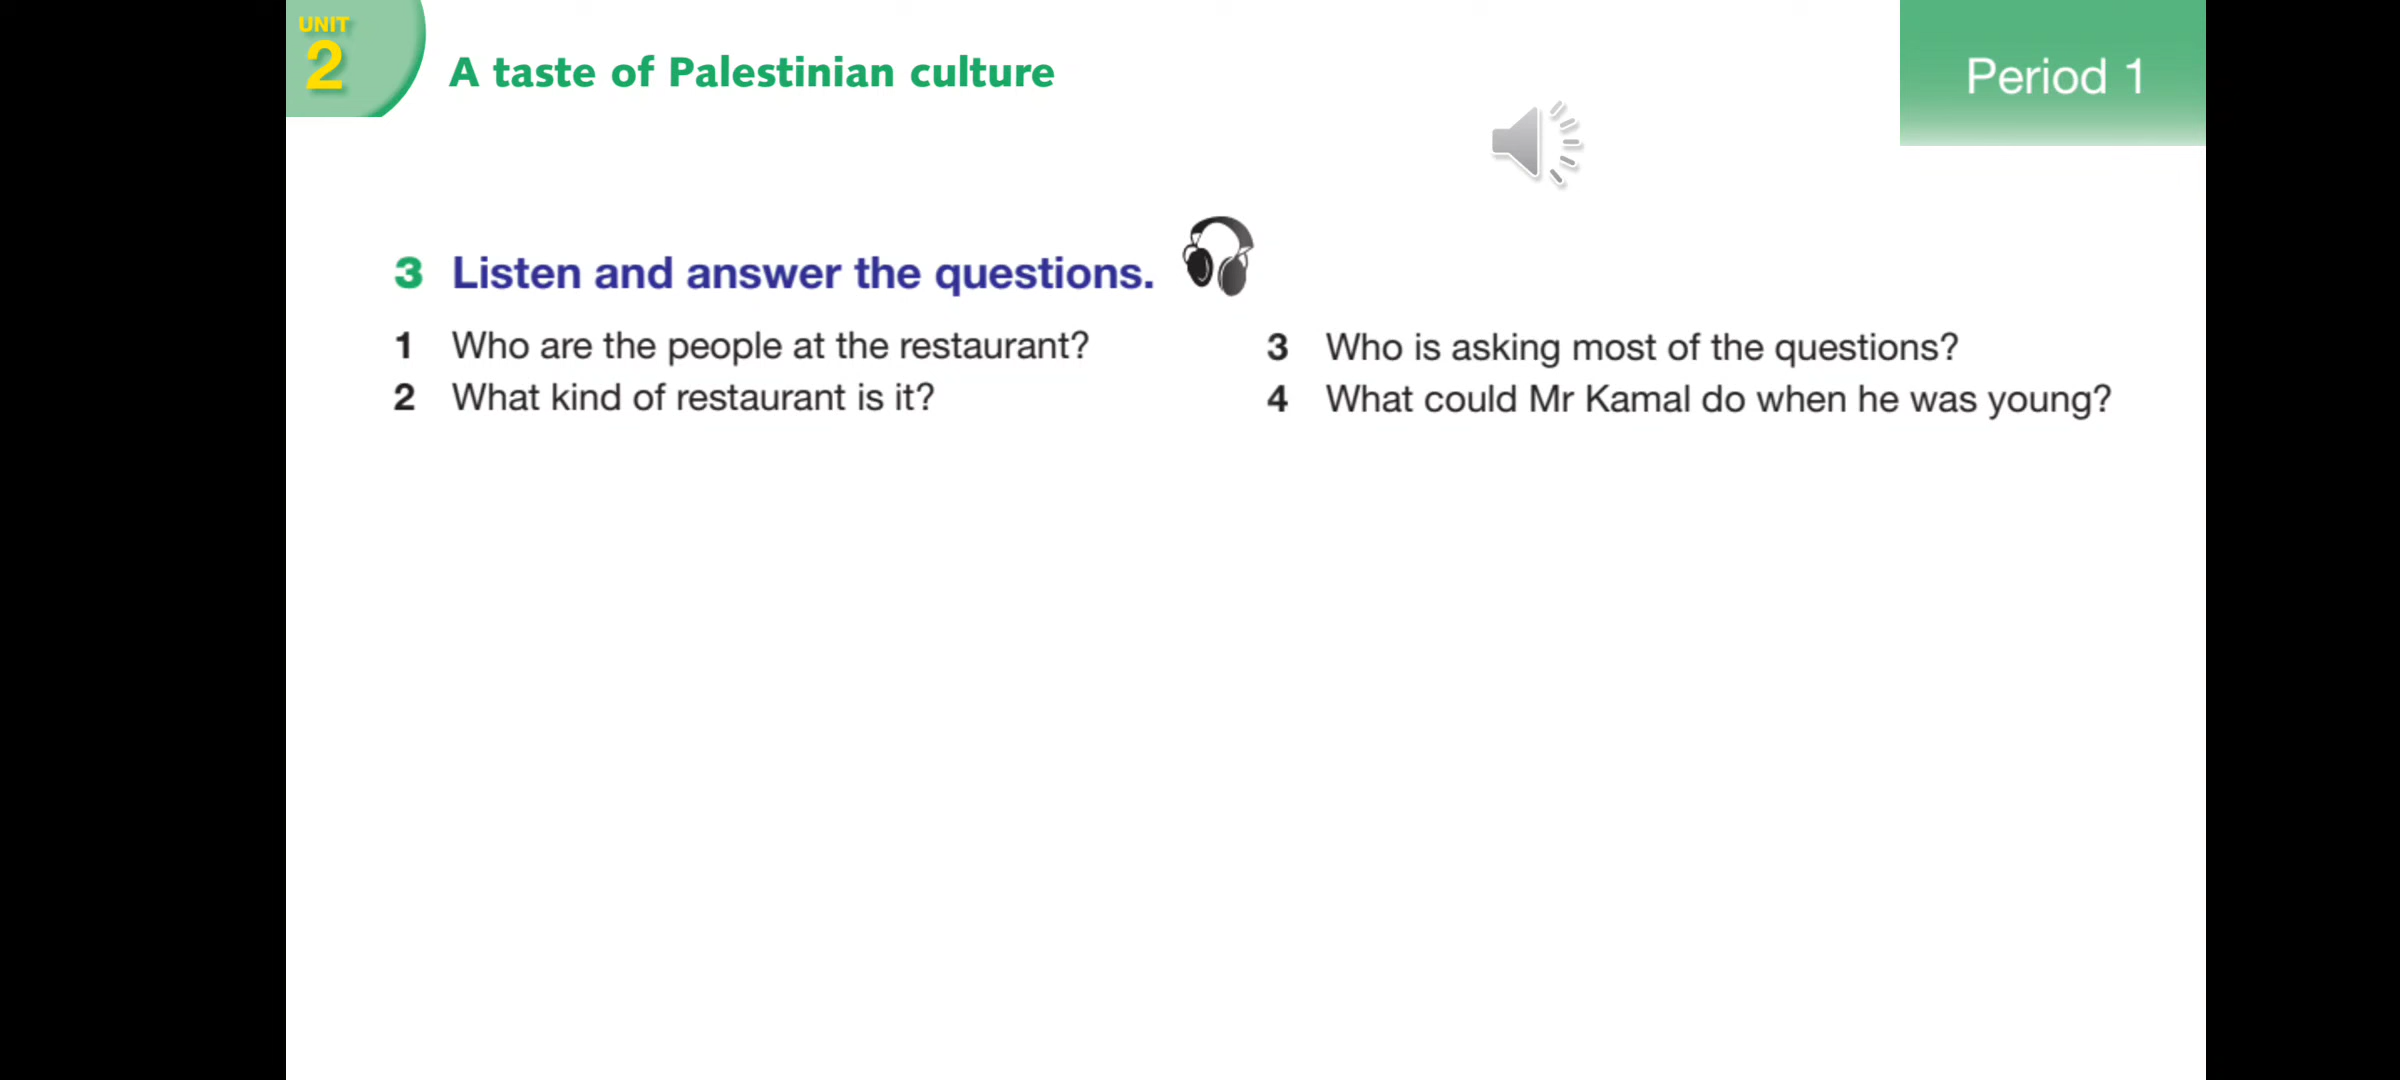 UNIT
2
A taste of Palestinian culture
Period 1
3 Listen and answer the questions.
1 Who are the people at the restaurant?
2 What kind of restaurant is it?
3 Who is asking most of the questions?
4 What could Mr Kamal do when he was young?